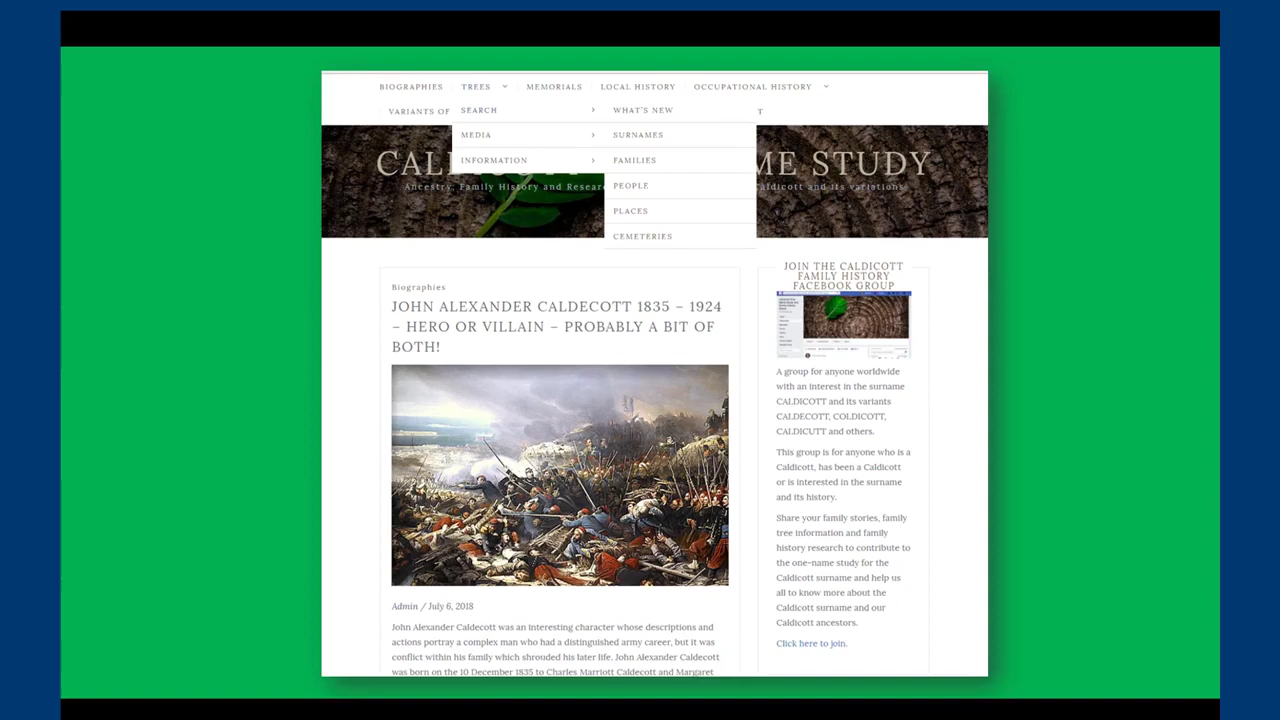 BIOGRAPHIES TREES MEMORIALS LOCAL HISTORY OCCUPATIONAL HISTORY
VARIANTS OF
SEARCH
MEDIA
INFORMATION
WHAT'S NEW
SURNAMES
FAMILIES
PEOPLE
PLACES
CEMETERIES
ME STUDY
Ancestry, Family History and Resear
aldicott and its variations
Biographies
JOHN ALEXANDER CALDECOTT 1835 – 1924
– HERO OR VILLAIN – PROBABLY A BIT OF
BOTH!
Admin / July 6, 2018
John Alexander Caldecott was an interesting character whose descriptions and
actions portray a complex man who had a distinguished army career, but it was
conflict within his family which shrouded his later life. John Alexander Caldecott
was born on the 10 December 1835 to Charles Marriott Caldecott and Margaret
JOIN THE CALDICOTT
FAMILY HISTORY
FACEBOOK GROUP
A group for anyone worldwide
with an interest in the surname
CALDICOTT and its variants
CALDECOTT, COLDICOTT,
CALDICUTT and others.
This group is for anyone who is a
Caldicott, has been a Caldicott
or is interested in the surname
and its history.
Share your family stories, family
tree information and family
history research to contribute to
the one-name study for the
Caldicott surname and help us
all to know more about the
Caldicott surname and our
Caldicott ancestors.
Click here to join.